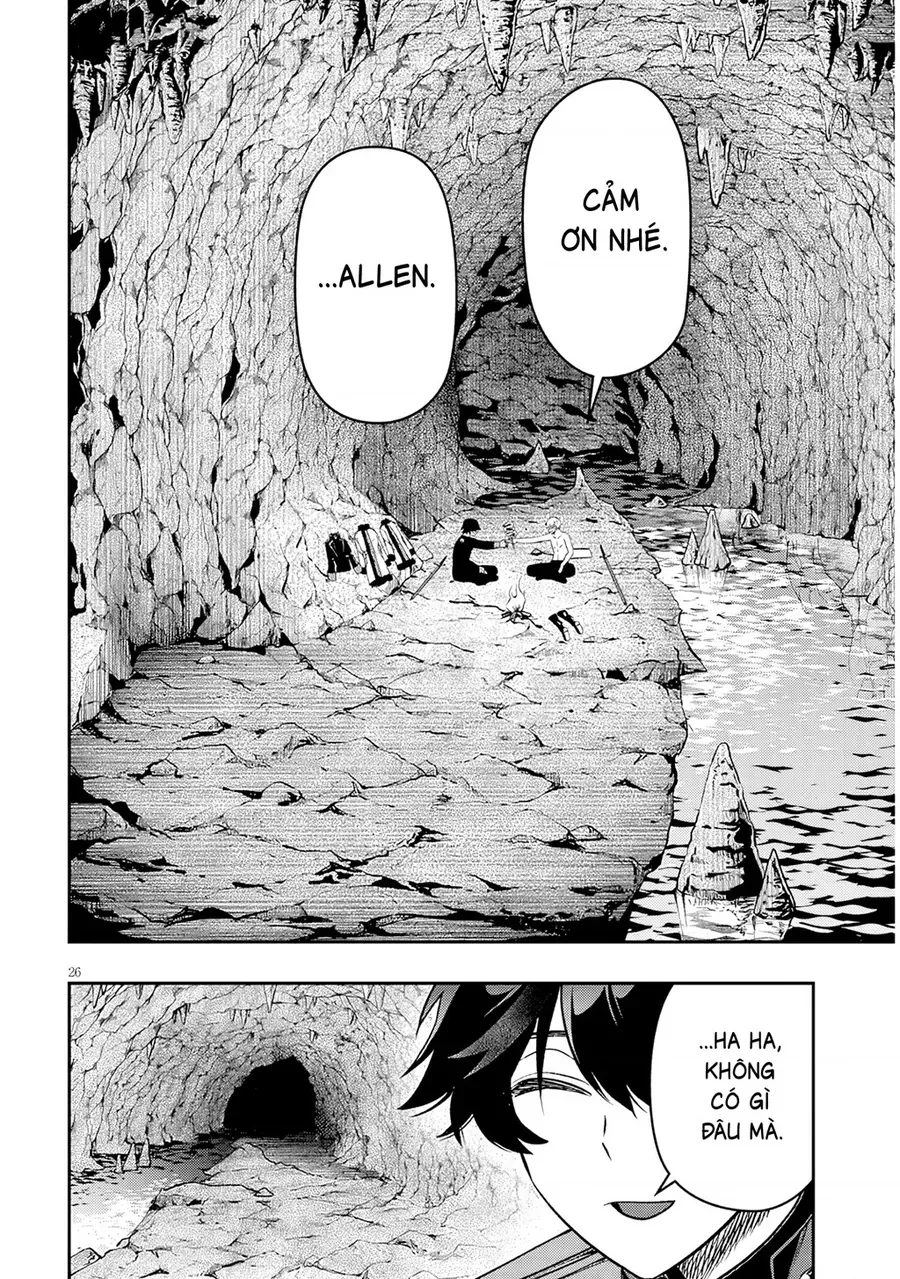 CẢM
ƠN NHÉ.
...ALLEN.
26
...HA HA,
KHÔNG
CÓ GÌ
ĐÂU MÀ.